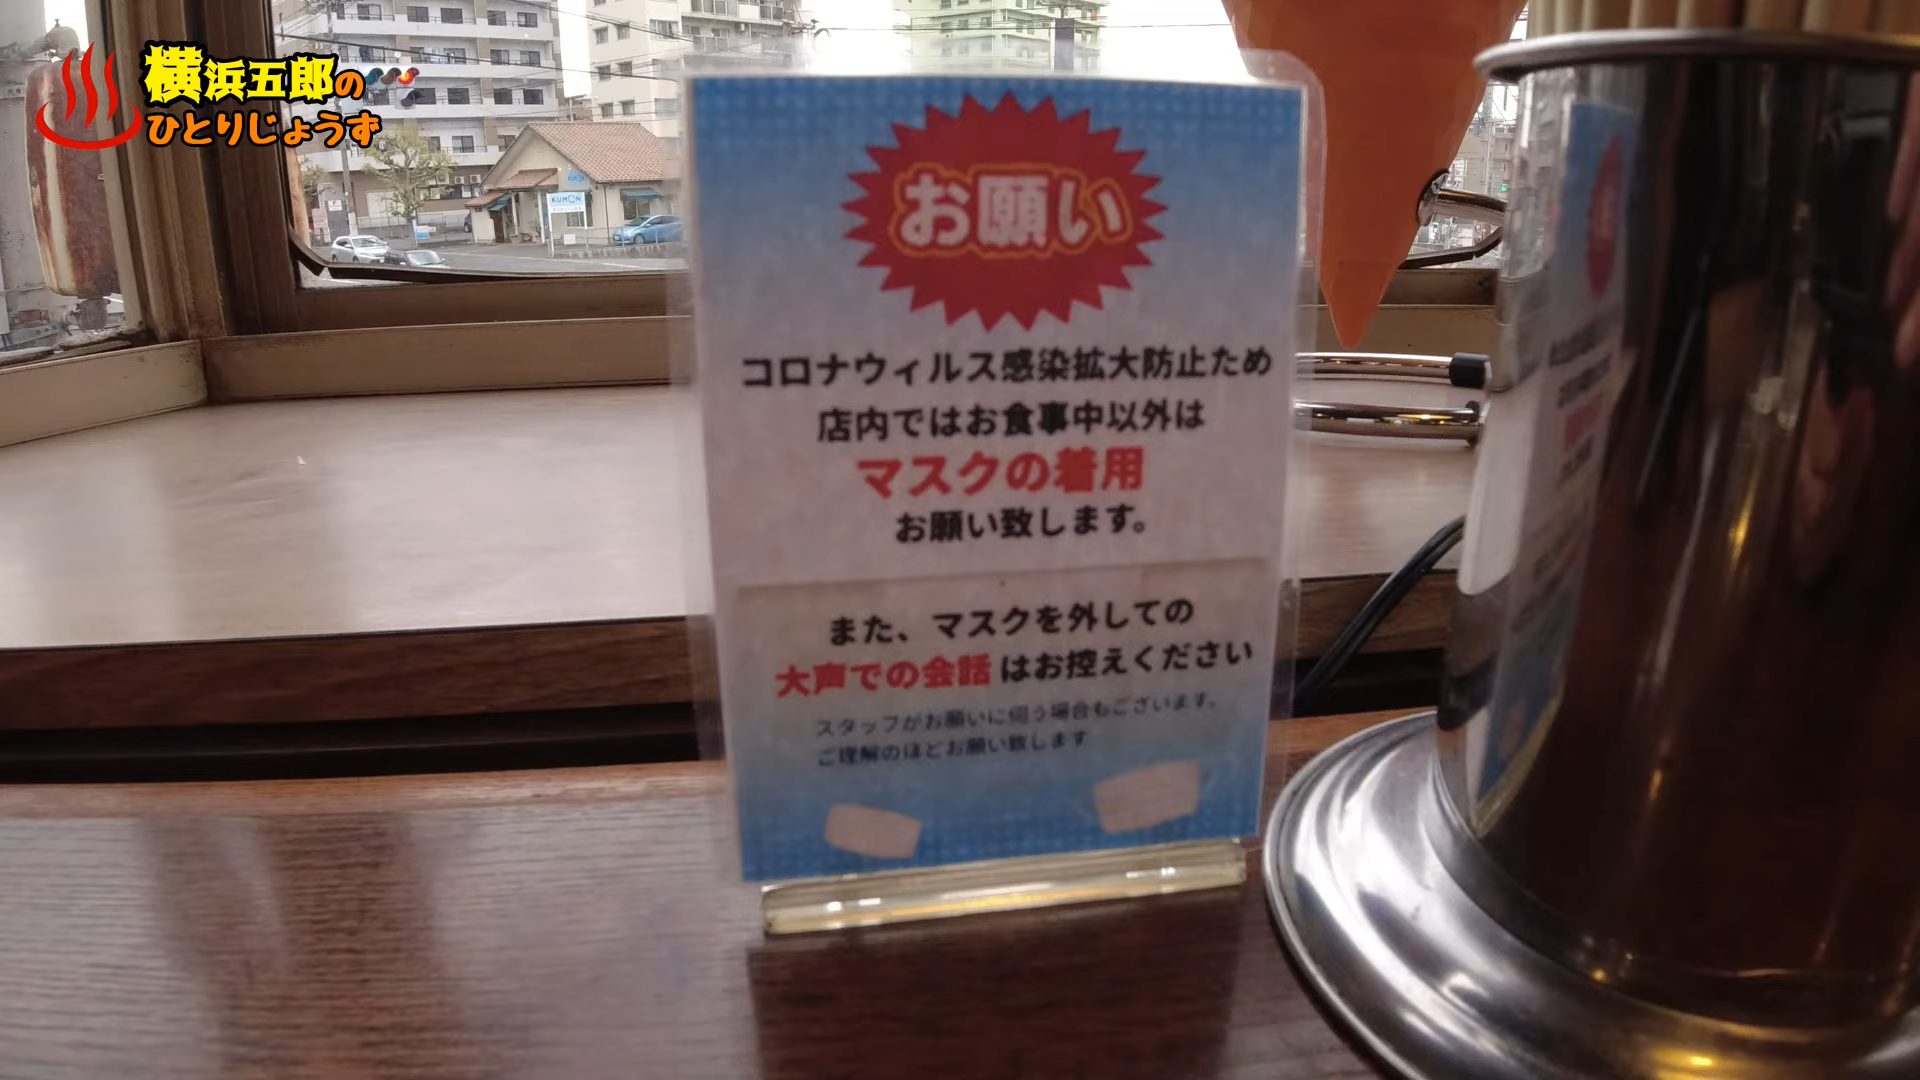 横浜五郎の
ひとりじょうず
KUMON
お願い
コロナウィルス感染拡大防止ため
店内ではお食事中以外は
マスクの着用
お願い致します。
また、マスクを外しての
大声での会話はお控えください
スタッフがお願いに伺う場合もございます。
ご理解のほどお願い致します